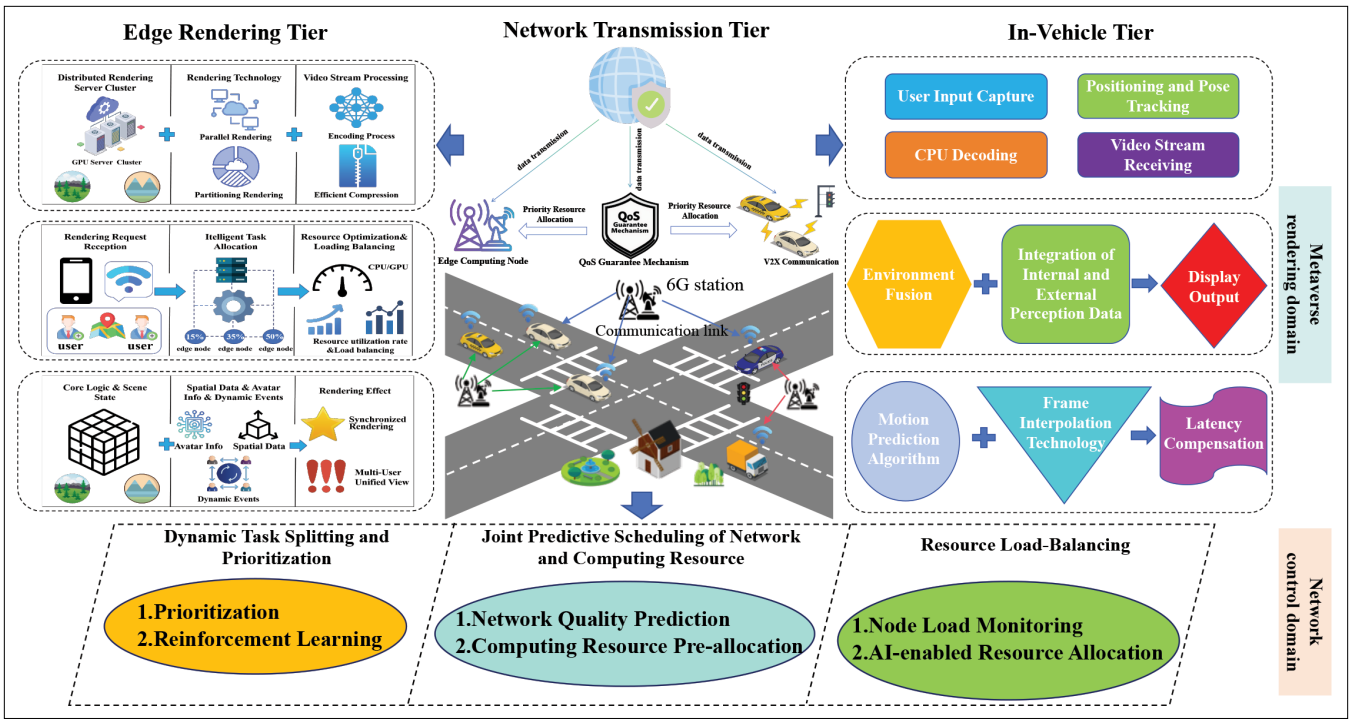 Edge Rendering Tier
Distributed Rendering
Server Cluster
GPU Server Cluster
Rendering Technology
Parallel Rendering
Partitioning Rendering
Video Stream Processing
Encoding Process
Efficient Compression
Rendering Request
Reception
user
user
Itelligent Task
Allocation
15%
35%
50%
edge node
edge node
edge node
Resource Optimization&
Loading Balancing
CPU/GPU
Resource utilization rate
&Load balancing
Core Logic & Scene
State
Spatial Data & Avatar
Info & Dynamic Events
Avatar Info
Spatial Data
Dynamic Events
Rendering Effect
Synchronized
Rendering
Multi-User
Unified View
Network Transmission Tier
data transmission
data transmission
data transmission
Edge Computing Node
Priority Resource
Allocation
QoS
Guarantee
Mechanism
QoS Guarantee Mechanism
Priority Resource
Allocation
V2X Communication
6G station
Communication link
In-Vehicle Tier
User Input Capture
Positioning and Pose
Tracking
CPU Decoding
Video Stream
Receiving
Environment
Fusion
Integration of
Internal and
External
Perception Data
Display
Output
Motion
Prediction
Algorithm
Frame
Interpolation
Technology
Latency
Compensation
Metaverse
rendering domain
Dynamic Task Splitting and
Prioritization
1.Prioritization
2.Reinforcement Learning
Joint Predictive Scheduling of Network
and Computing Resource
1.Network Quality Prediction
2.Computing Resource Pre-allocation
Resource Load-Balancing
1.Node Load Monitoring
2.AI-enabled Resource Allocation
Network
control domain